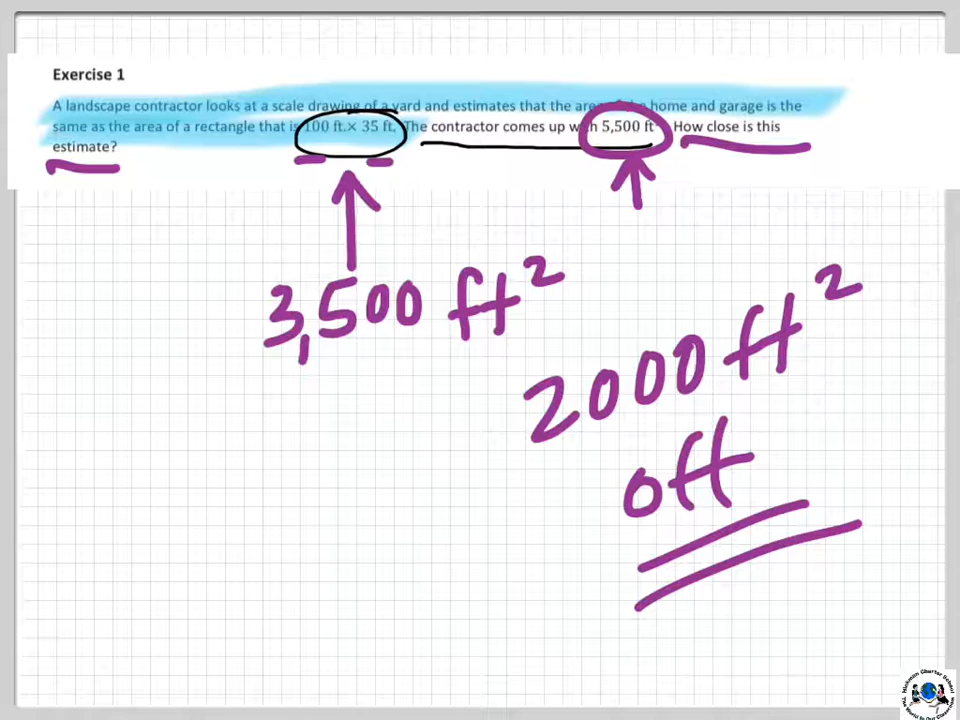 Exercise 1
A landscape contractor looks at a scale drawing of a yard and estimates that the area of the home and garage is the
same as the area of a rectangle that is 100 ft.× 35 ft. The contractor comes up with 5,500 ft How close is this
estimate?
3,500 ft²
2000 ft²
off